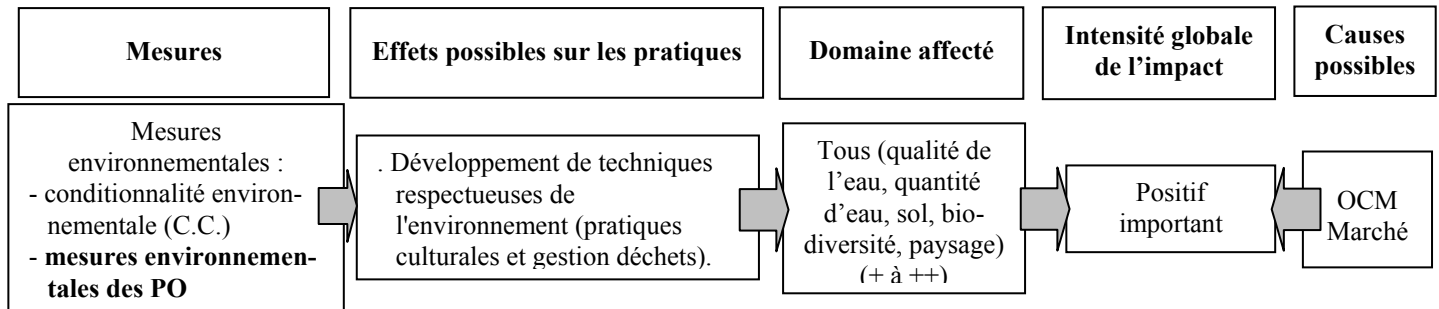 Mesures
Effets possibles sur les pratiques
Domaine affecté
Intensité globale
de l'impact
Causes
possibles
Mesures
environnementales :
- conditionnalité environ-
nementale (C.C.)
- mesures environnemen-
tales des PO
. Développement de techniques
respectueuses de
l'environnement (pratiques
culturales et gestion déchets).
Tous (qualité de
l'eau, quantité
d'eau, sol, bio-
diversité, paysage)
(+ à ++)
Positif
important
OCM
Marché